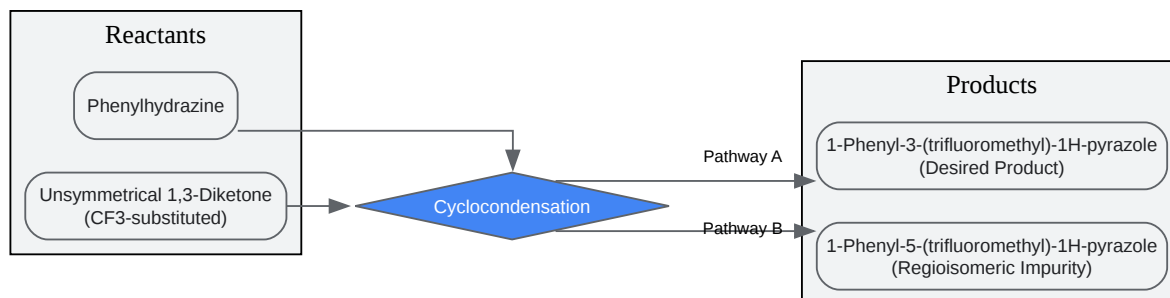 Reactants
Phenylhydrazine
Unsymmetrical 1,3-Diketone
(CF3-substituted)
Cyclocondensation
Pathway A
Pathway B
Products
1-Phenyl-3-(trifluoromethyl)-1H-pyrazole
(Desired Product)
1-Phenyl-5-(trifluoromethyl)-1H-pyrazole
(Regioisomeric Impurity)